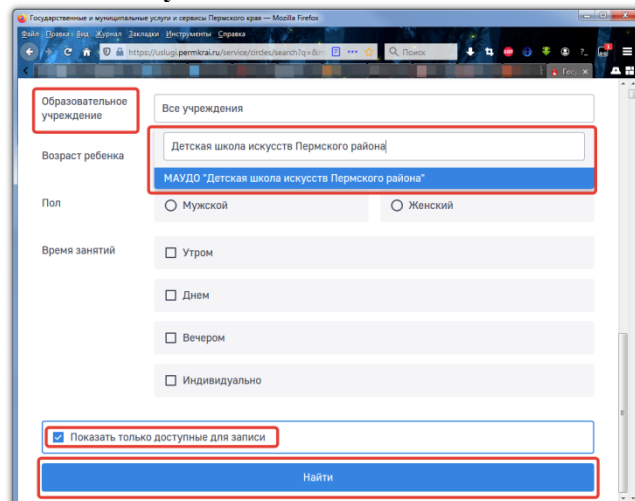 Государственные и муниципальные услуги и сервисы Пермского края — Mozilla Firefox
Файл Правка Вид Журнал Закладки Инструменты Справка
https://uslugi.permkrai.ru/service/circles/search?q=&
Поиск
Образовательное
учреждение
Все учреждения
Детская школа искусств Пермского района
МАУДО "Детская школа искусств Пермского района"
Возраст ребенка
Пол
Мужской
Женский
Время занятий
Утром
Днем
Вечером
Индивидуально
Показать только доступные для записи
Найти